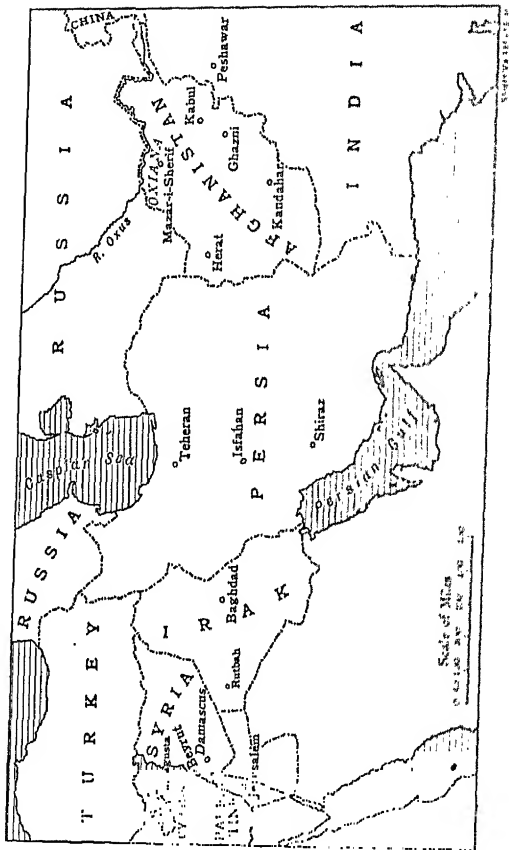 CHINA
RUSSIA
R. Oxus
OXIANA
Mazar-i-Sherif
Kabul
Peshawar
Ghazni
AFGHANISTAN
Kandahar
Herat
INDIA
Caspian Sea
RUSSIA
Teheran
Isfahan
PERSIA
Shiraz
Persian Gulf
TURKEY
SYRIA
Beyrut
Damascus
IRAK
Baghdad
Rutbah
Scale of Miles